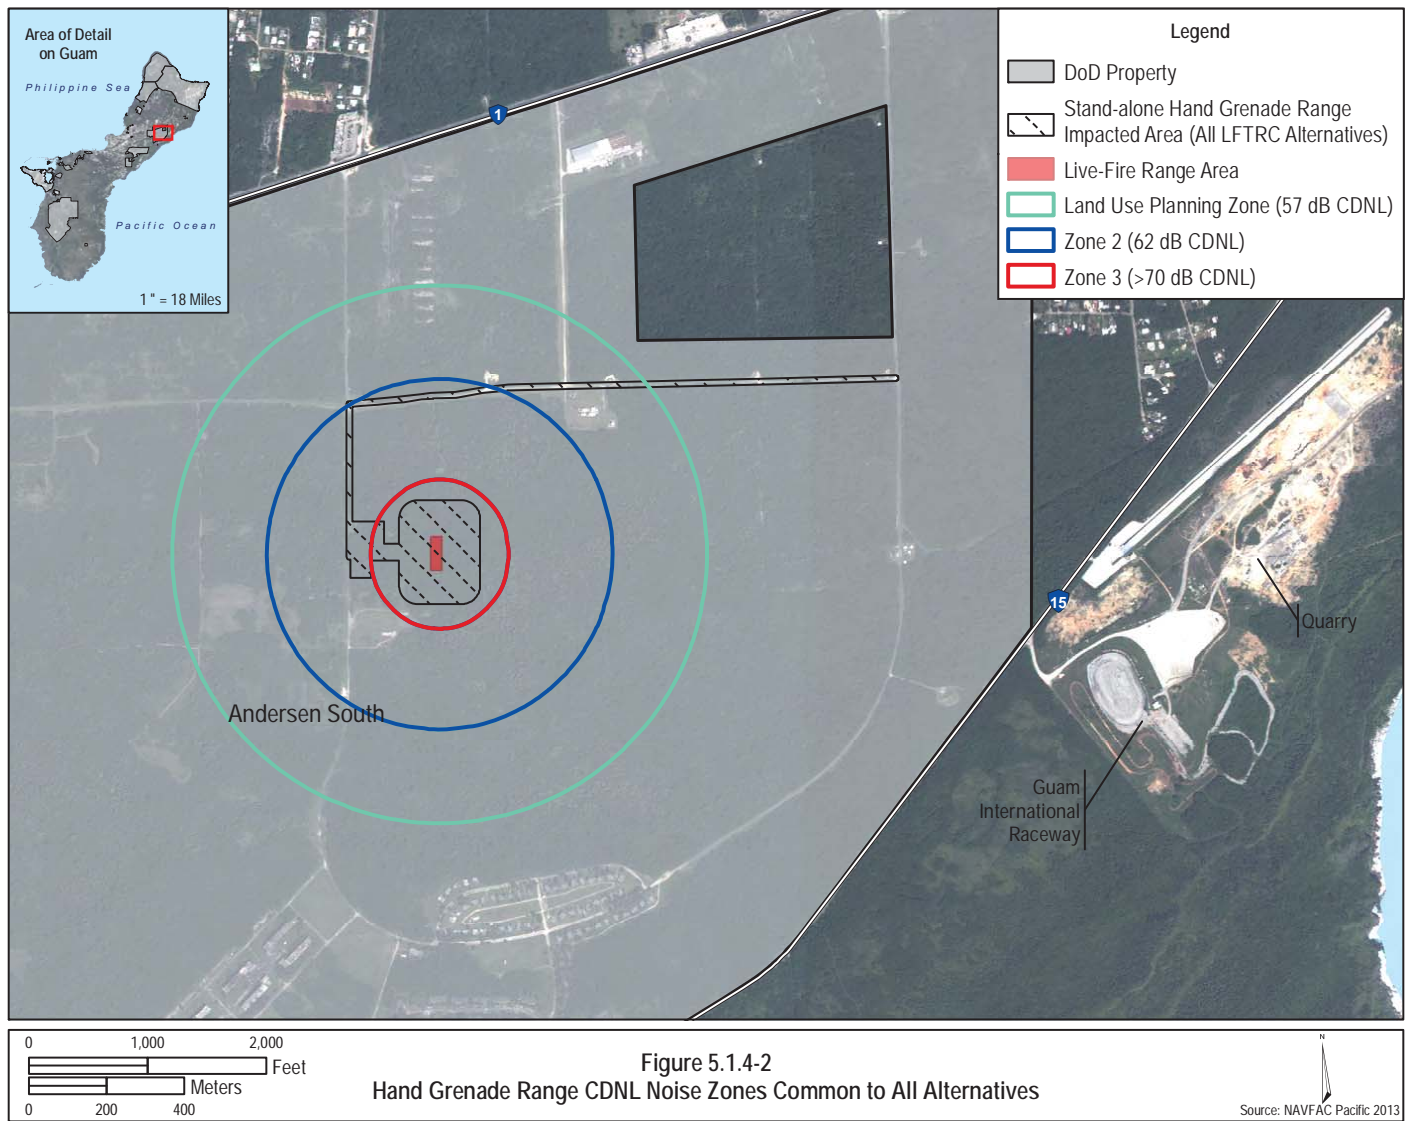 Area of Detail
on Guam
Philippine Sea
Pacific Ocean
1 " = 18 Miles
Legend
DoD Property
Stand-alone Hand Grenade Range
Impacted Area (All LFTRC Alternatives)
Live-Fire Range Area
Land Use Planning Zone (57 dB CDNL)
Zone 2 (62 dB CDNL)
Zone 3 (>70 dB CDNL)
1
15
Quarry
Andersen South
Guam
International
Raceway
0 1,000 2,000
Feet
Meters
0 200 400
Figure 5.1.4-2
Hand Grenade Range CDNL Noise Zones Common to All Alternatives
N
Source: NAVFAC Pacific 2013